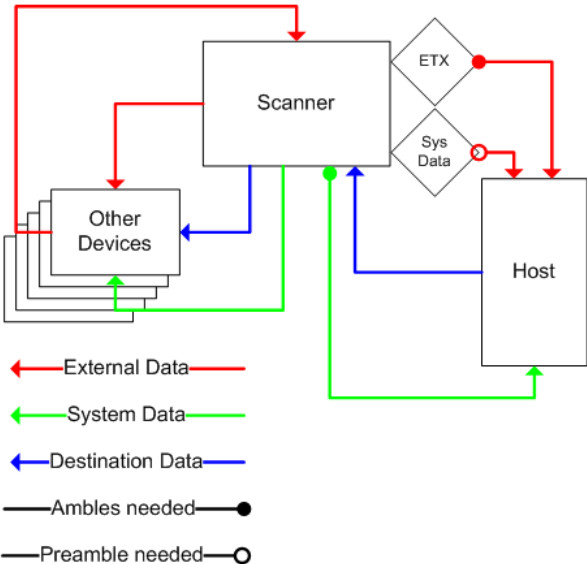 ETX
Scanner
Sys
Data
Other
Devices
Host
External Data
System Data
Destination Data
Ambles needed
Preamble needed